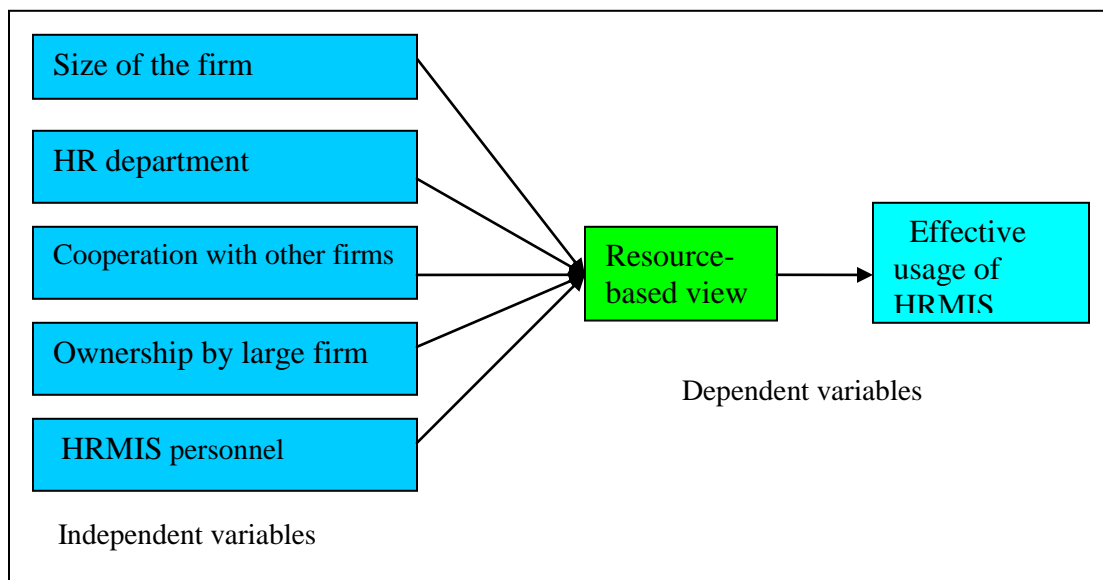 Size of the firm
HR department
Cooperation with other firms
Ownership by large firm
HRMIS personnel
Independent variables
Resource-
based view
Effective
usage of
HRMIS
Dependent variables